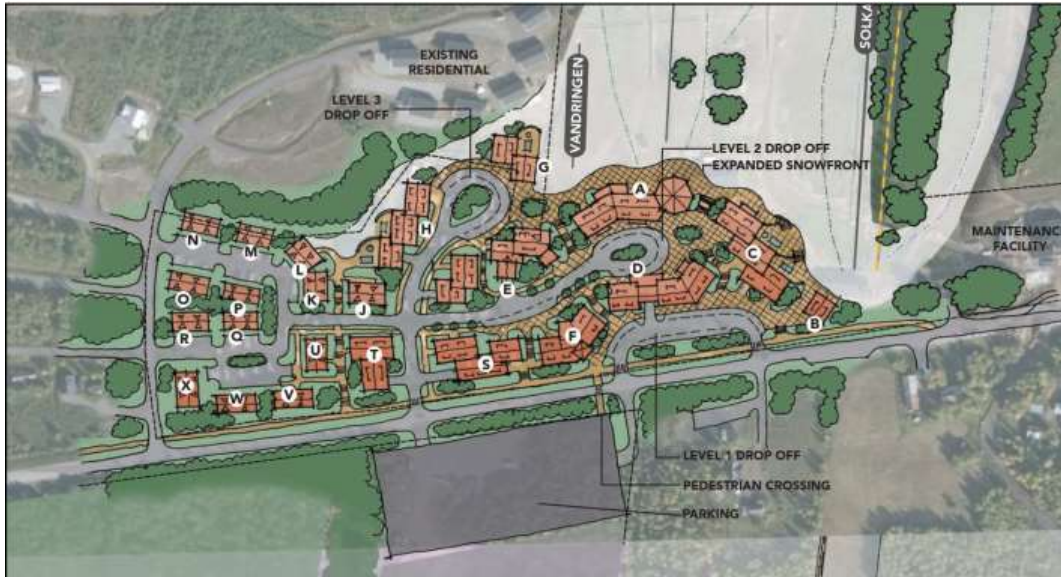 SOLKA
EXISTING
RESIDENTIAL
VANDRINGEN
LEVEL 3
DROP OFF
LEVEL 2 DROP OFF
EXPANDED SNOWFRONT
G
A
H
N
M
L
C
MAINTENANC
FACILITY
D
O
P
K
J
E
B
R
Q
F
U
T
S
X
W
V
LEVEL 1 DROP OFF
PEDESTRIAN CROSSING
PARKING